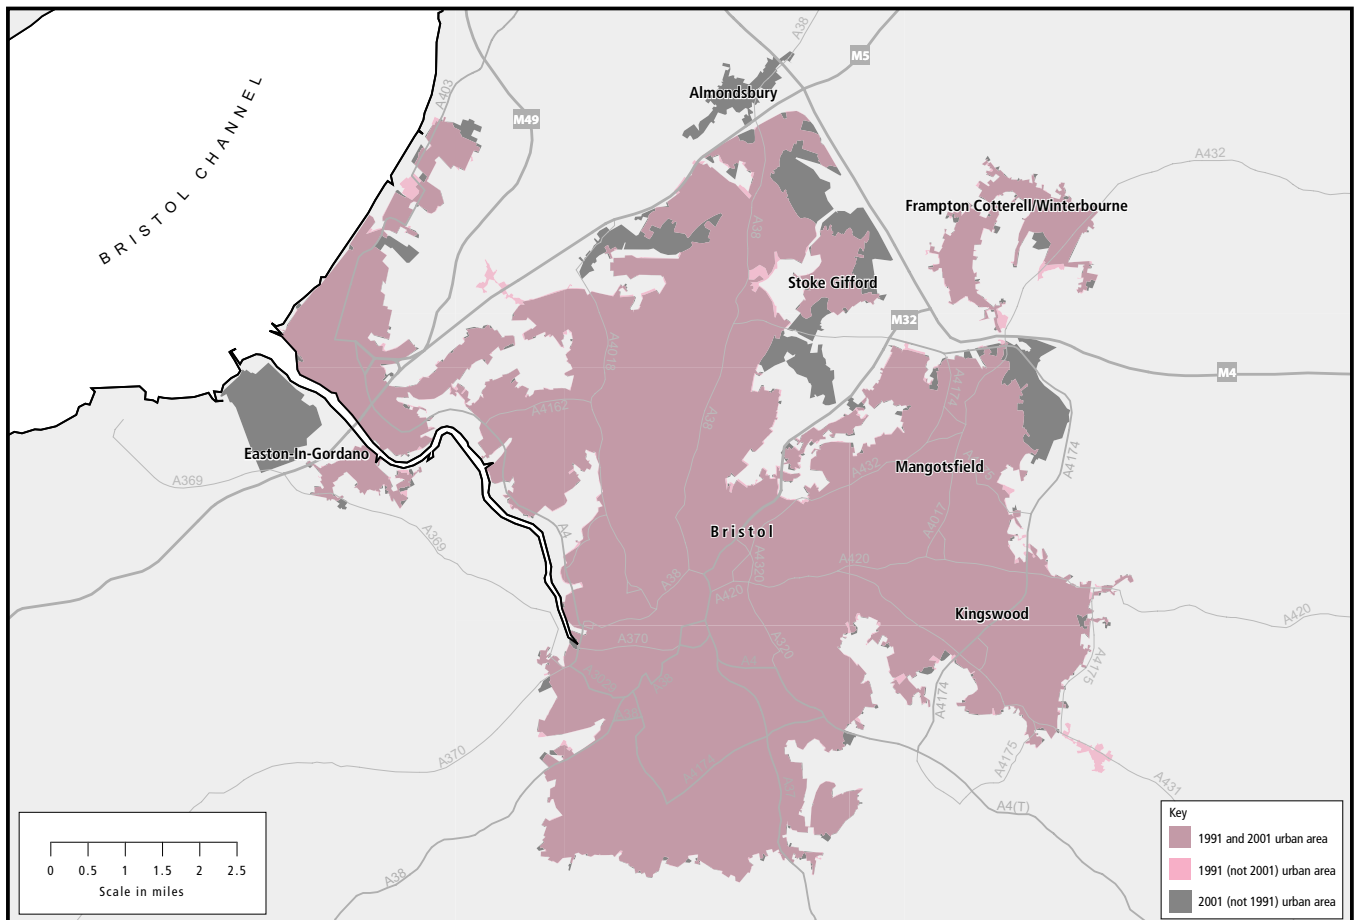 A38
M5
Almondsbury
A403
M49
BRISTOL CHANNEL
A432
Frampton Cotterell/Winterbourne
A38
Stoke Gifford
M32
A4018
M4
A4174
A4162
A38
Easton-In-Gordano
A369
A432
Mangotsfield
A4174
A4017
A369
A4
Bristol
A4320
A420
A38
A420
Kingswood
A420
A370
A4
A320
A4175
A4174
A38
A370
A4174
A4175
A431
A4(T)
A38
0 0.5 1 1.5 2 2.5
Scale in miles
Key
1991 and 2001 urban area
1991 (not 2001) urban area
2001 (not 1991) urban area